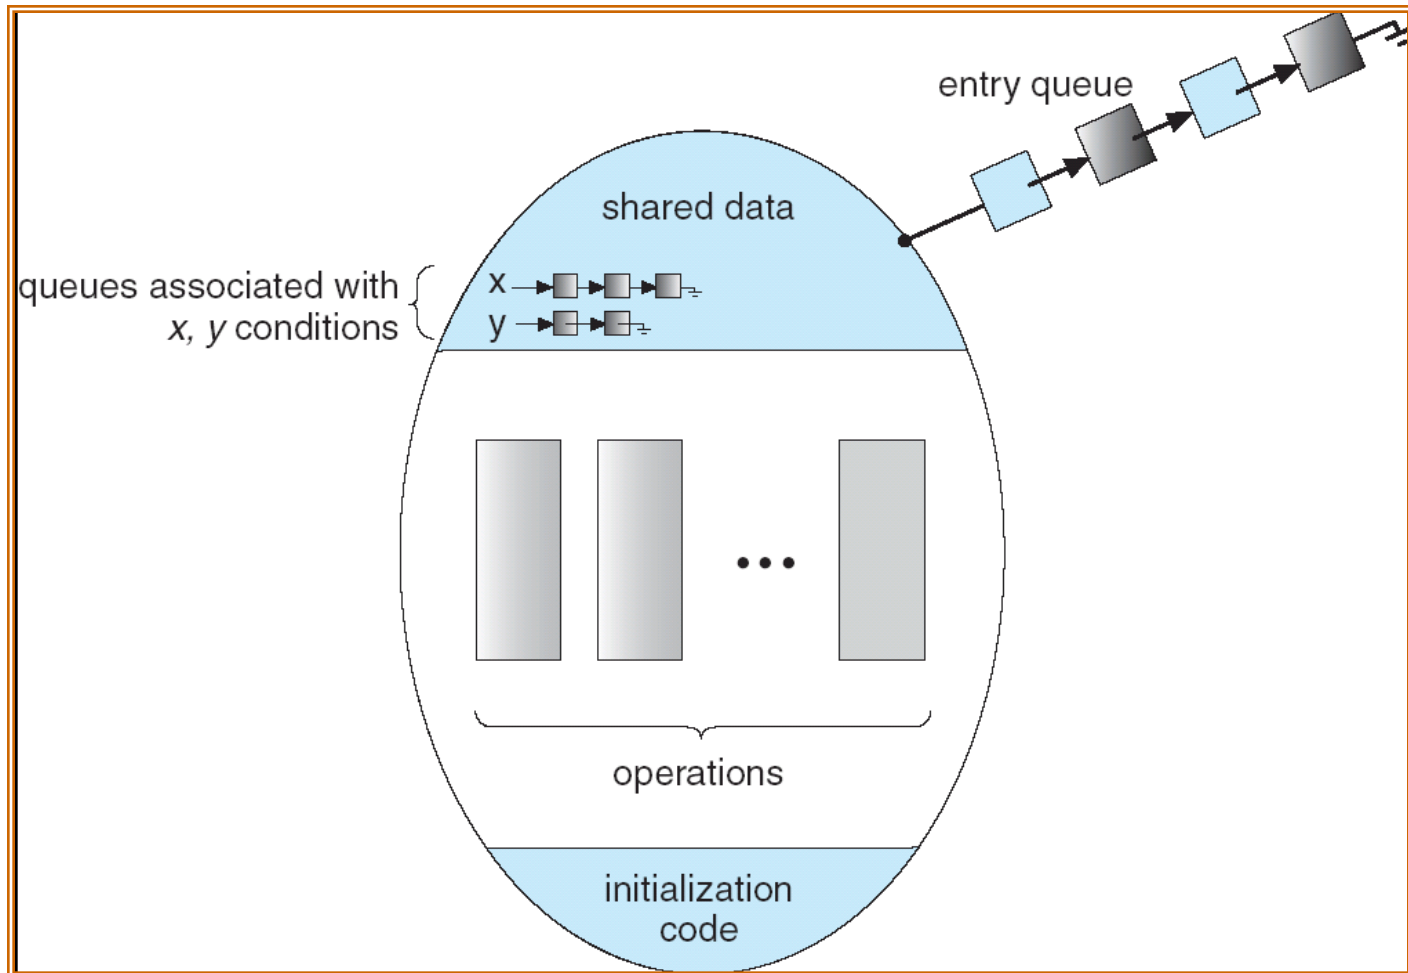 entry queue
shared data
queues associated with
x, y conditions
x
y
operations
initialization
code